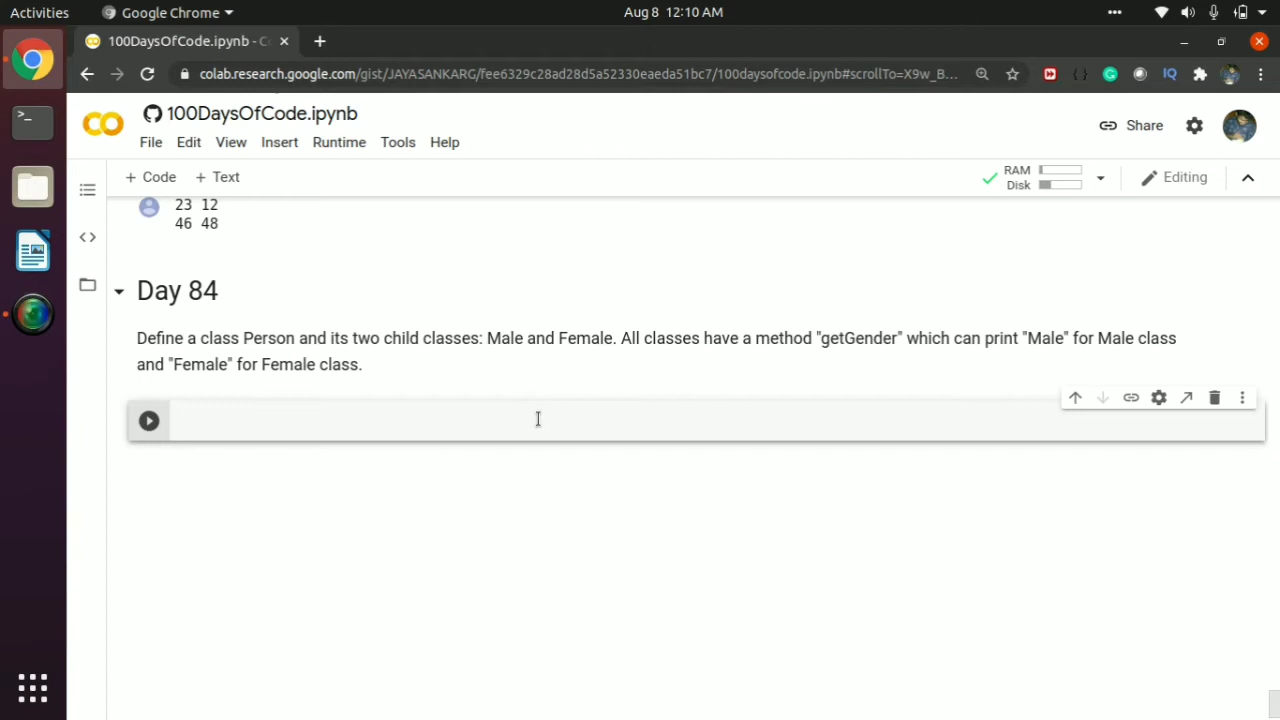 Activities Google Chrome Aug 8 12:10 AM
100DaysOfCode.ipynb - C
colab.research.google.com/gist/JAYASANKARG/fee6329c28ad28d5a52330eaeda51bc7/100daysofcode.ipynb#scrollTo=X9w_B...
IQ
100DaysOfCode.ipynb
Share
File Edit View Insert Runtime Tools Help
+ Code + Text
RAM
Disk
Editing
23 12
46 48
Day 84
Define a class Person and its two child classes: Male and Female. All classes have a method "getGender" which can print "Male" for Male class
and "Female" for Female class.